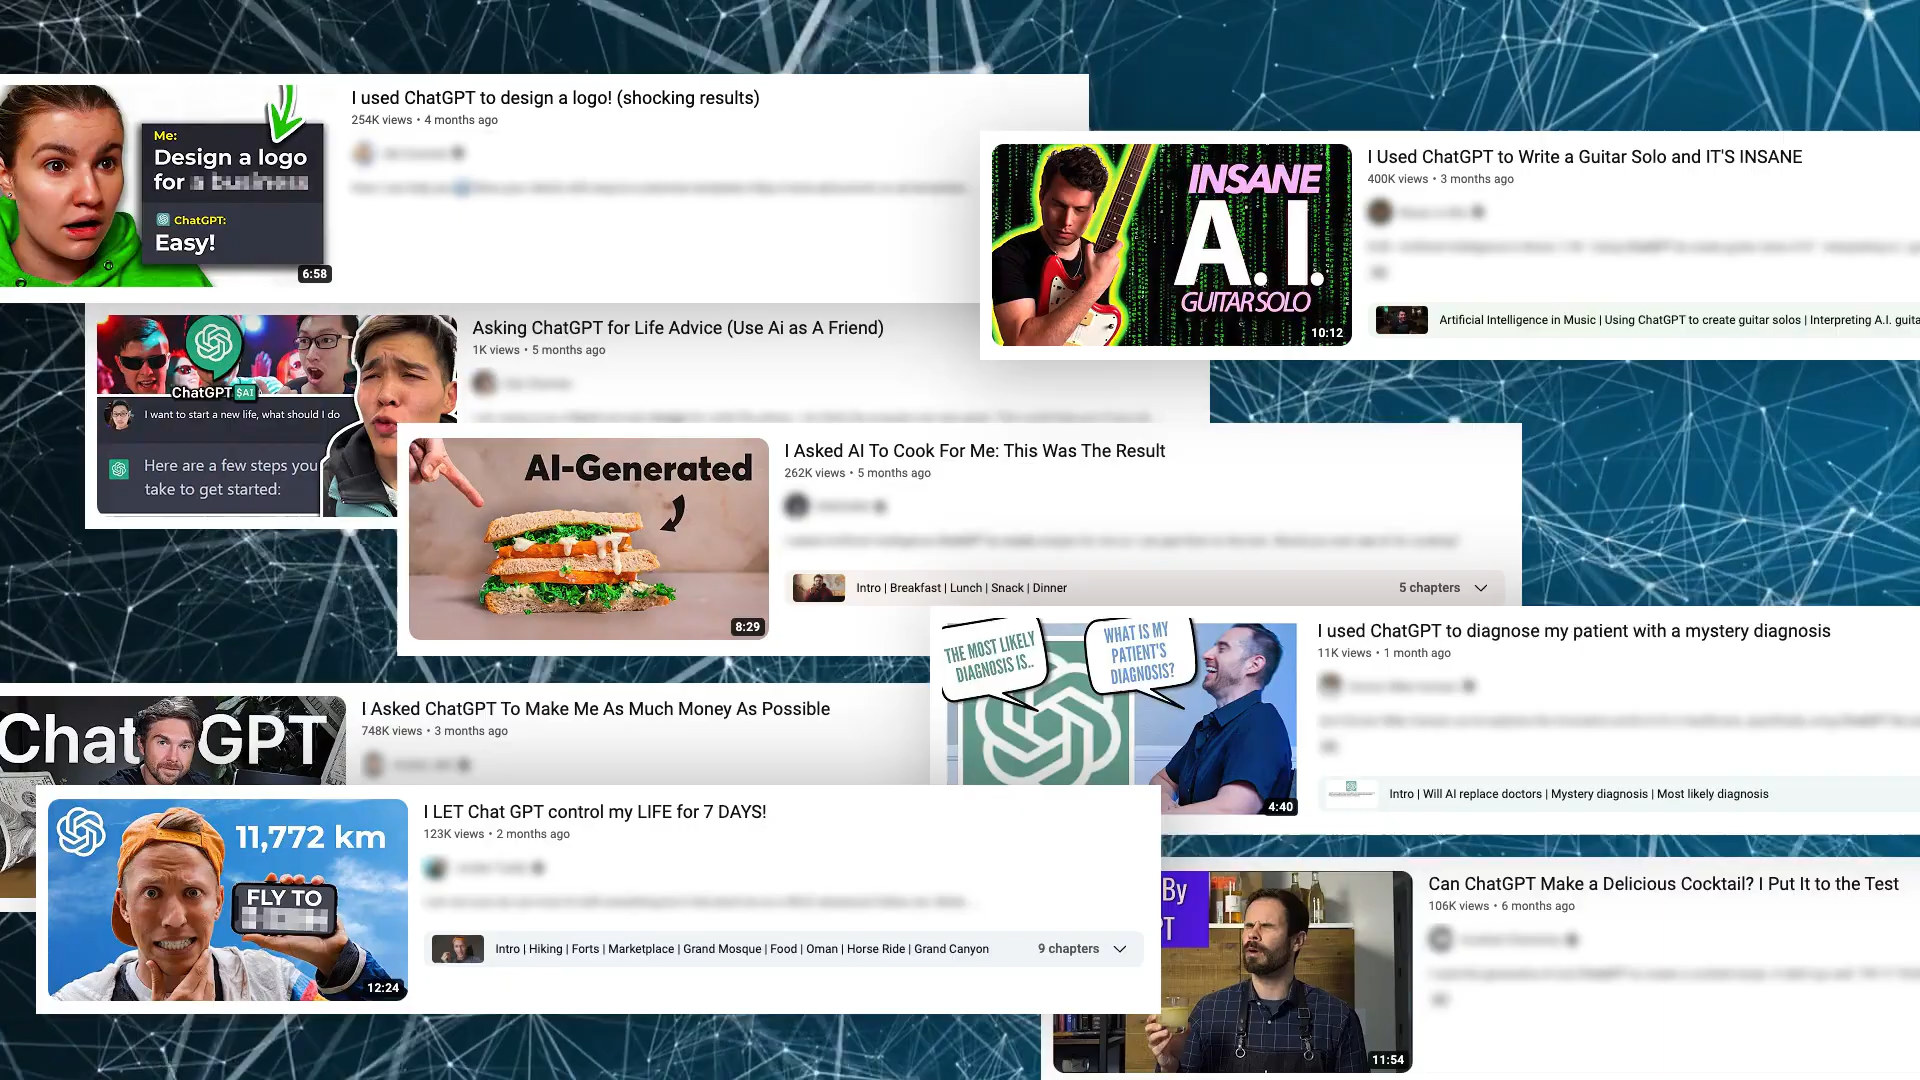 I used ChatGPT to design a logo! (shocking results)
254K views • 4 months ago
Me:
Design a logo
for a business
ChatGPT:
Easy!
6:58
I Used ChatGPT to Write a Guitar Solo and IT'S INSANE
400K views • 3 months ago
INSANE
A.I.
GUITAR SOLO
10:12
Artificial Intelligence in Music | Using ChatGPT to create guitar solos | Interpreting A.I. guita
Asking ChatGPT for Life Advice (Use Ai as A Friend)
1K views • 5 months ago
ChatGPT $AI
I want to start a new life, what should I do
Here are a few steps you
take to get started:
I Asked AI To Cook For Me: This Was The Result
262K views • 5 months ago
AI-Generated
8:29
Intro | Breakfast | Lunch | Snack | Dinner
5 chapters
I used ChatGPT to diagnose my patient with a mystery diagnosis
11K views • 1 month ago
THE MOST LIKELY
DIAGNOSIS IS..
WHAT IS MY
PATIENT'S
DIAGNOSIS?
4:40
Intro | Will AI replace doctors | Mystery diagnosis | Most likely diagnosis
I Asked ChatGPT To Make Me As Much Money As Possible
748K views • 3 months ago
ChatGPT
I LET Chat GPT control my LIFE for 7 DAYS!
123K views • 2 months ago
11,772 km
FLY TO
12:24
Intro | Hiking | Forts | Marketplace | Grand Mosque | Food | Oman | Horse Ride | Grand Canyon
9 chapters
Can ChatGPT Make a Delicious Cocktail? I Put It to the Test
106K views • 6 months ago
By
T
11:54